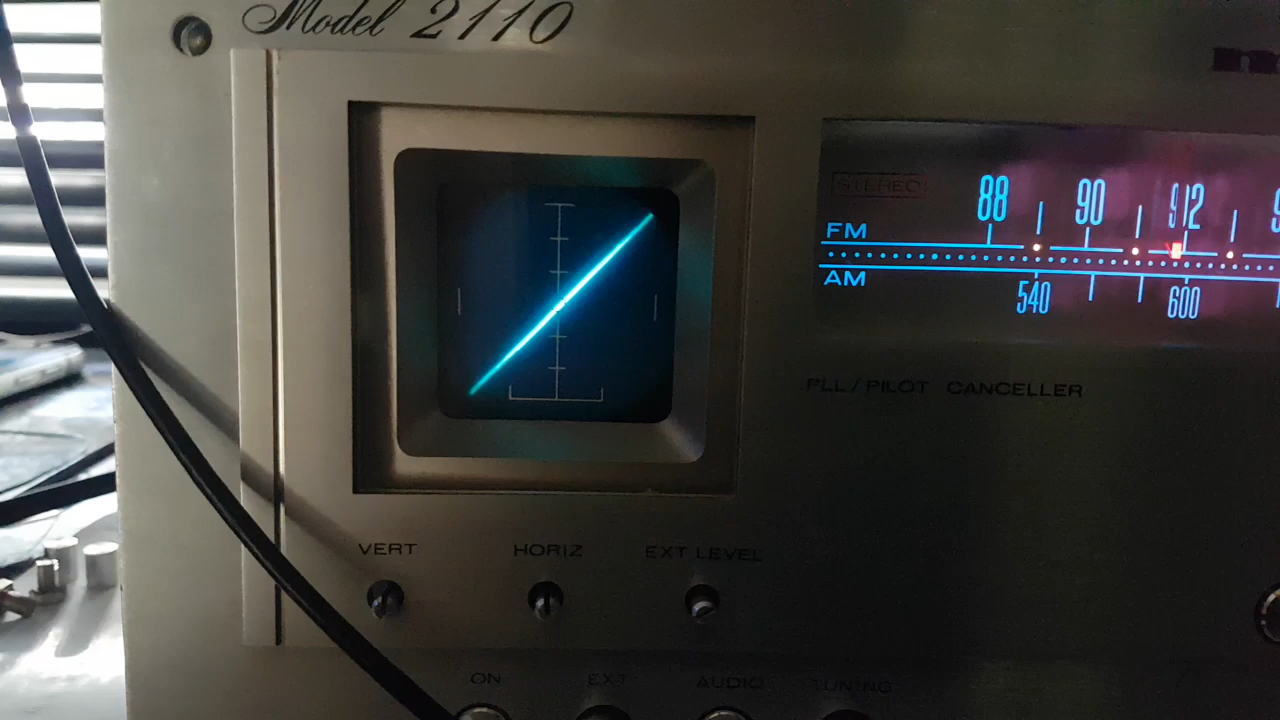 Model 2110
STEREO
88 90 92
FM
AM
540 600
PLL/PILOT CANCELLER
VERT HORIZ EXT LEVEL
ON EXT AUDIO TUNING